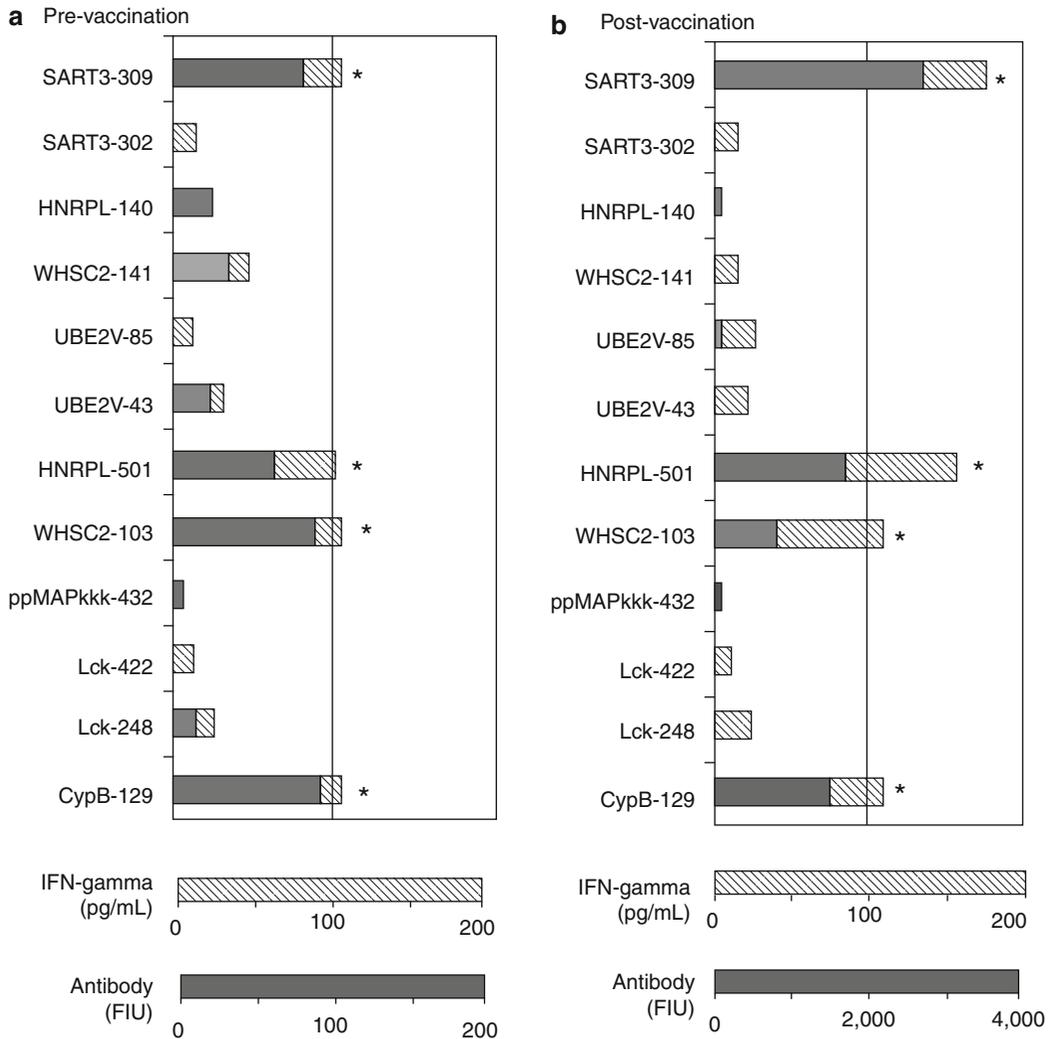 a Pre-vaccination
SART3-309 *
SART3-302
HNRPL-140
WHSC2-141
UBE2V-85
UBE2V-43
HNRPL-501 *
WHSC2-103 *
ppMAPkkk-432
Lck-422
Lck-248
CypB-129 *
IFN-gamma
(pg/mL)
0 100 200
Antibody
(FIU)
0 100 200
b Post-vaccination
SART3-309 *
SART3-302
HNRPL-140
WHSC2-141
UBE2V-85
UBE2V-43
HNRPL-501 *
WHSC2-103 *
ppMAPkkk-432
Lck-422
Lck-248
CypB-129 *
IFN-gamma
(pg/mL)
0 100 200
Antibody
(FIU)
0 2,000 4,000